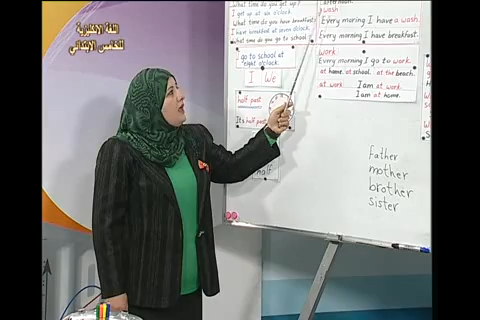 اللغة الانكليزية
للخامس الابتدائي
What time do you get up?
I get up at six o'clock.
What time do you have breakfast?
I have breakfast at seven o'clock.
What time do you go to school
I go to school at
eight o'clock.
I We
half past
It's half past
half
wash
Every morning I have a wash.
Every morning I have breakfast.
work
Every morning I go to work.
at home. at school. at the beach.
at work I am at work.
I am at home.
father
mother
brother
sister